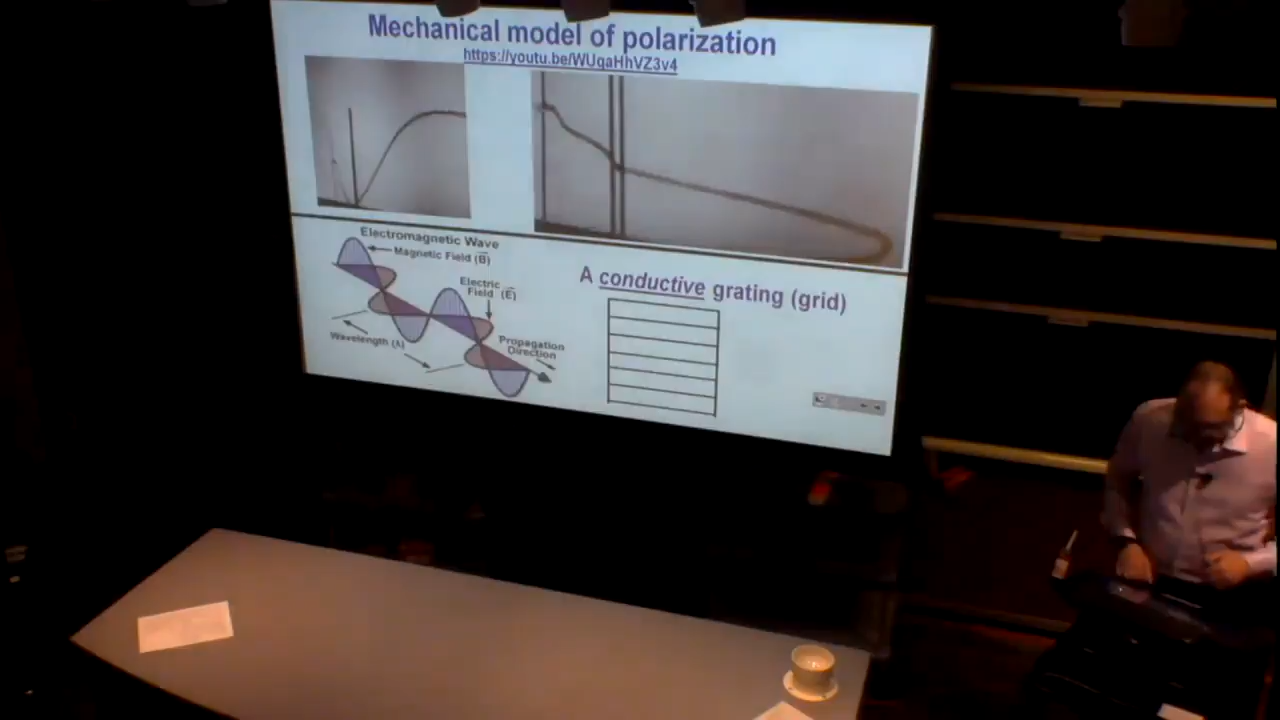 Mechanical model of polarization
https://youtu.be/WUqaHhVZ3v4
Electromagnetic Wave
Magnetic Field (B)
Electric
Field (E)
Wavelength (λ)
Propagation
Direction
A conductive grating (grid)